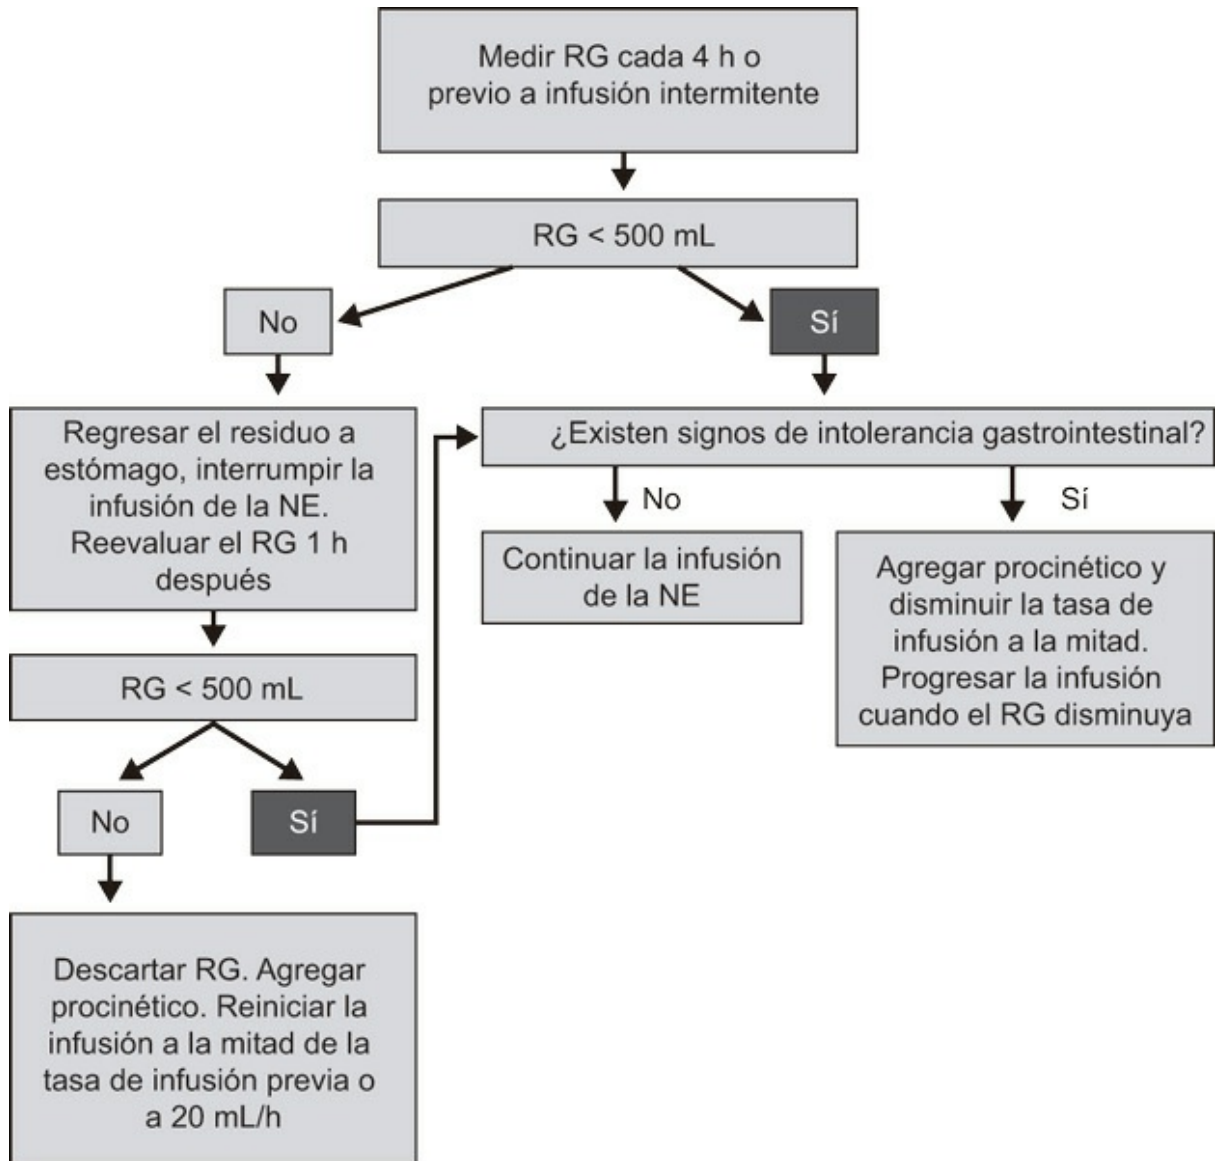 Medir RG cada 4 h o
previo a infusión intermitente
RG < 500 mL
No
Sí
Regresar el residuo a
estómago, interrumpir la
infusión de la NE.
Reevaluar el RG 1 h
después
¿Existen signos de intolerancia gastrointestinal?
No
Sí
Continuar la infusión
de la NE
Agregar procinético y
disminuir la tasa de
infusión a la mitad.
Progresar la infusión
cuando el RG disminuya
RG < 500 mL
No
Sí
Descartar RG. Agregar
procinético. Reiniciar la
infusión a la mitad de la
tasa de infusión previa o
a 20 mL/h